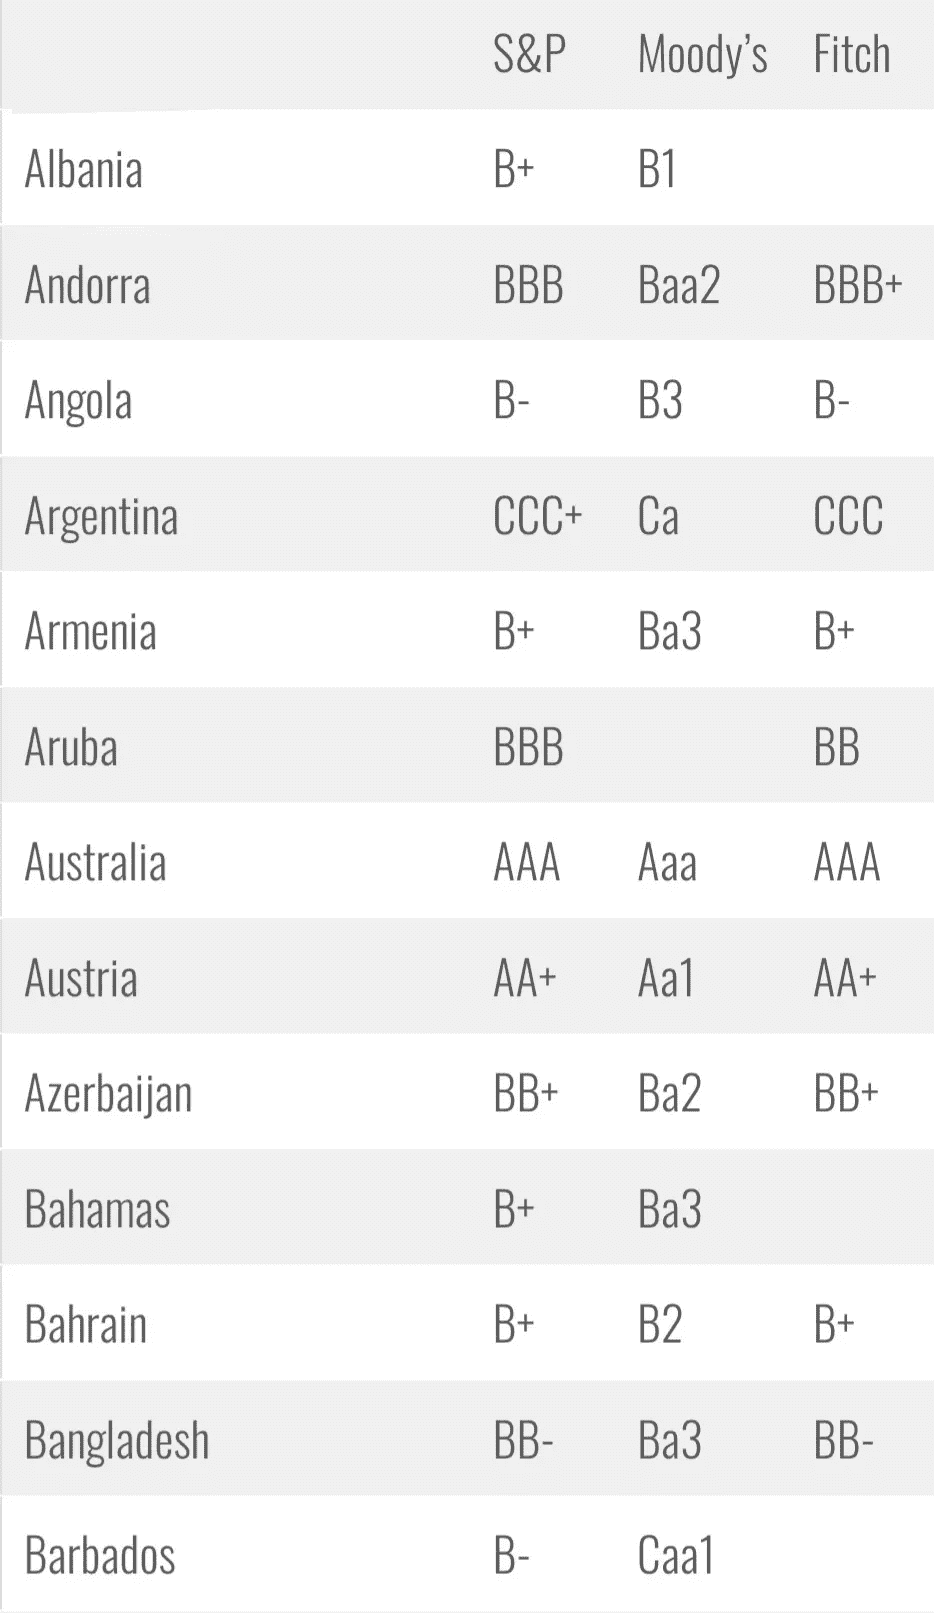 S&P Moody's Fitch
Albania B+ B1
Andorra BBB Baa2 BBB+
Angola B- B3 B-
Argentina CCC+ Ca CCC
Armenia B+ Ba3 B+
Aruba BBB BB
Australia AAA Aaa AAA
Austria AA+ Aa1 AA+
Azerbaijan BB+ Ba2 BB+
Bahamas B+ Ba3
Bahrain B+ B2 B+
Bangladesh BB- Ba3 BB-
Barbados B- Caa1